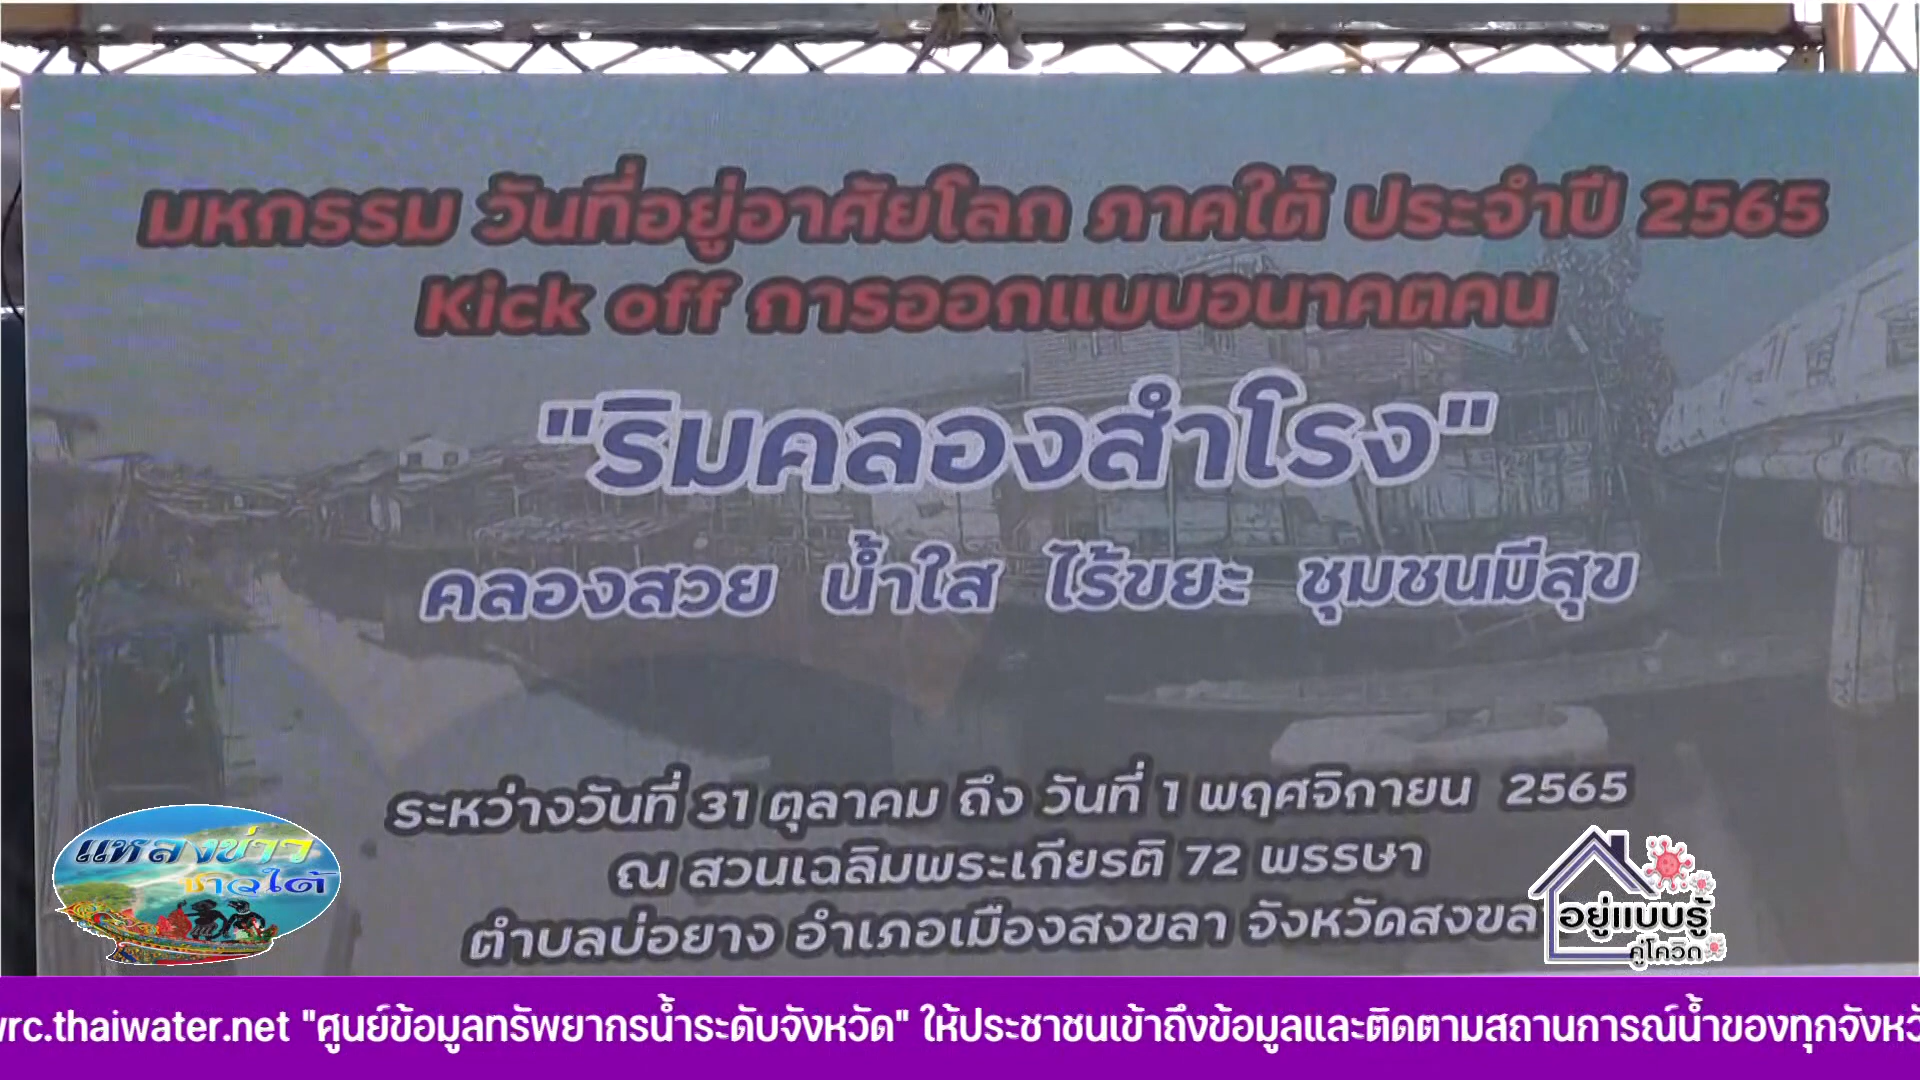 มหกรรม วันที่อยู่อาศัยโลก ภาคใต้ ประจำปี 2565
Kick off การออกแบบอนาคตคน
"ริมคลองสำโรง"
คลองสวย น้ำใส ไร้ขยะ ชุมชนมีสุข
ระหว่างวันที่ 31 ตุลาคม ถึง วันที่ 1 พฤศจิกายน 2565
ณ สวนเฉลิมพระเกียรติ 72 พรรษา
ตำบลบ่อยาง อำเภอเมืองสงขลา จังหวัดสงขลา
แหลงข่าว
ชาวใต้
อยู่แบบรู้
คู่โควิด
wrc.thaiwater.net "ศูนย์ข้อมูลทรัพยากรน้ำระดับจังหวัด" ให้ประชาชนเข้าถึงข้อมูลและติดตามสถานการณ์น้ำของทุกจังหวั